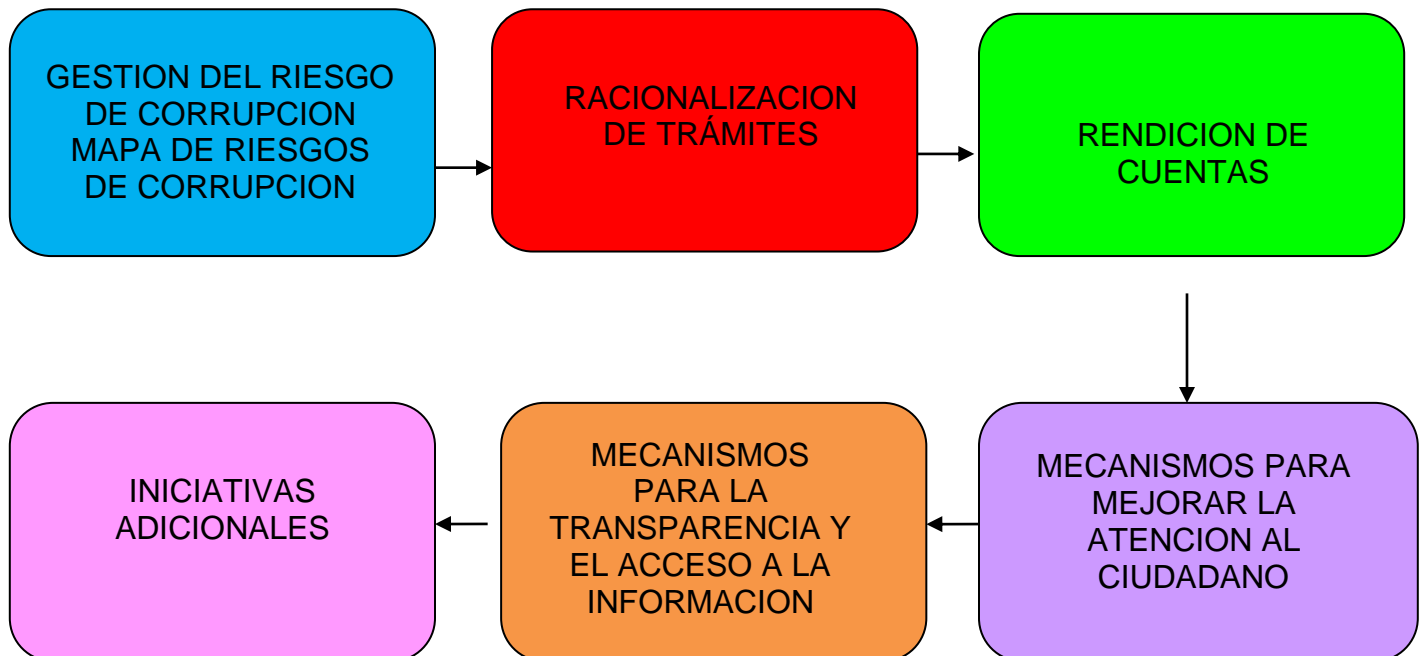 GESTION DEL RIESGO
DE CORRUPCION
MAPA DE RIESGOS
DE CORRUPCION
RACIONALIZACION
DE TRÁMITES
RENDICION DE
CUENTAS
MECANISMOS PARA
MEJORAR LA
ATENCION AL
CIUDADANO
MECANISMOS
PARA LA
TRANSPARENCIA Y
EL ACCESO A LA
INFORMACION
INICIATIVAS
ADICIONALES